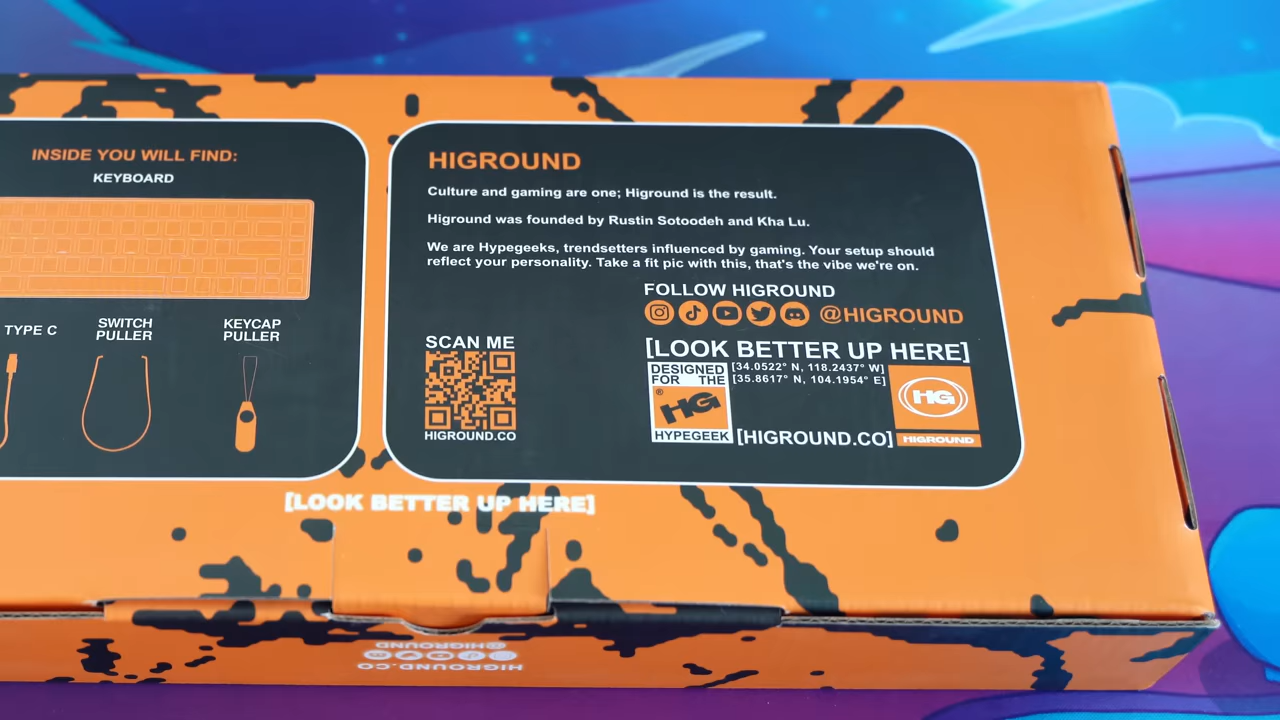 INSIDE YOU WILL FIND:
KEYBOARD
TYPE C
SWITCH
PULLER
KEYCAP
PULLER
HIGROUND
Culture and gaming are one; Higround is the result.
Higround was founded by Rustin Sotoodeh and Kha Lu.
We are Hypegeeks, trendsetters influenced by gaming. Your setup should
reflect your personality. Take a fit pic with this, that's the vibe we're on.
FOLLOW HIGROUND
@HIGROUND
SCAN ME
HIGROUND.CO
[LOOK BETTER UP HERE]
DESIGNED
FOR THE
HG
®
HYPEGEEK
[34.0522° N, 118.2437° W]
[35.8617° N, 104.1954° E]
[HIGROUND.CO]
HG
HIGROUND
[LOOK BETTER UP HERE]
@HIGROUND
HIGROUND.CO